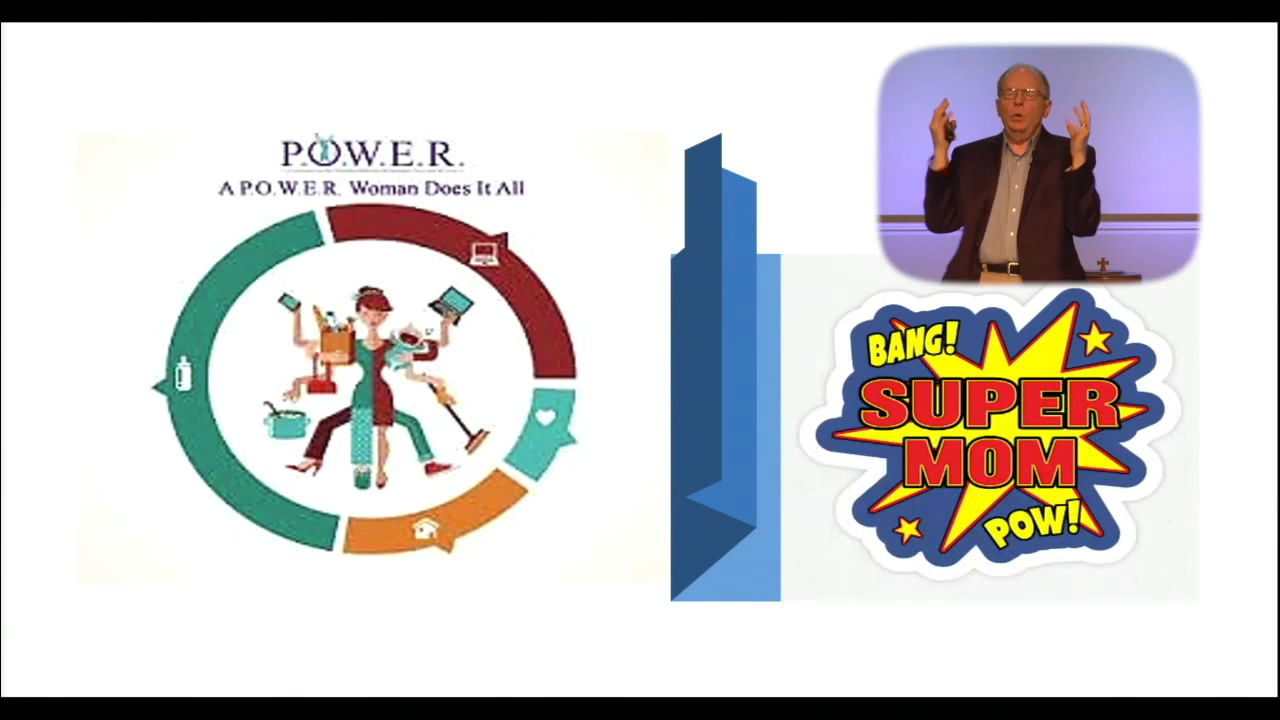 P.O.W.E.R.
A P.O.W.E.R. Woman Does It All
BANG!
SUPER
MOM
POW!